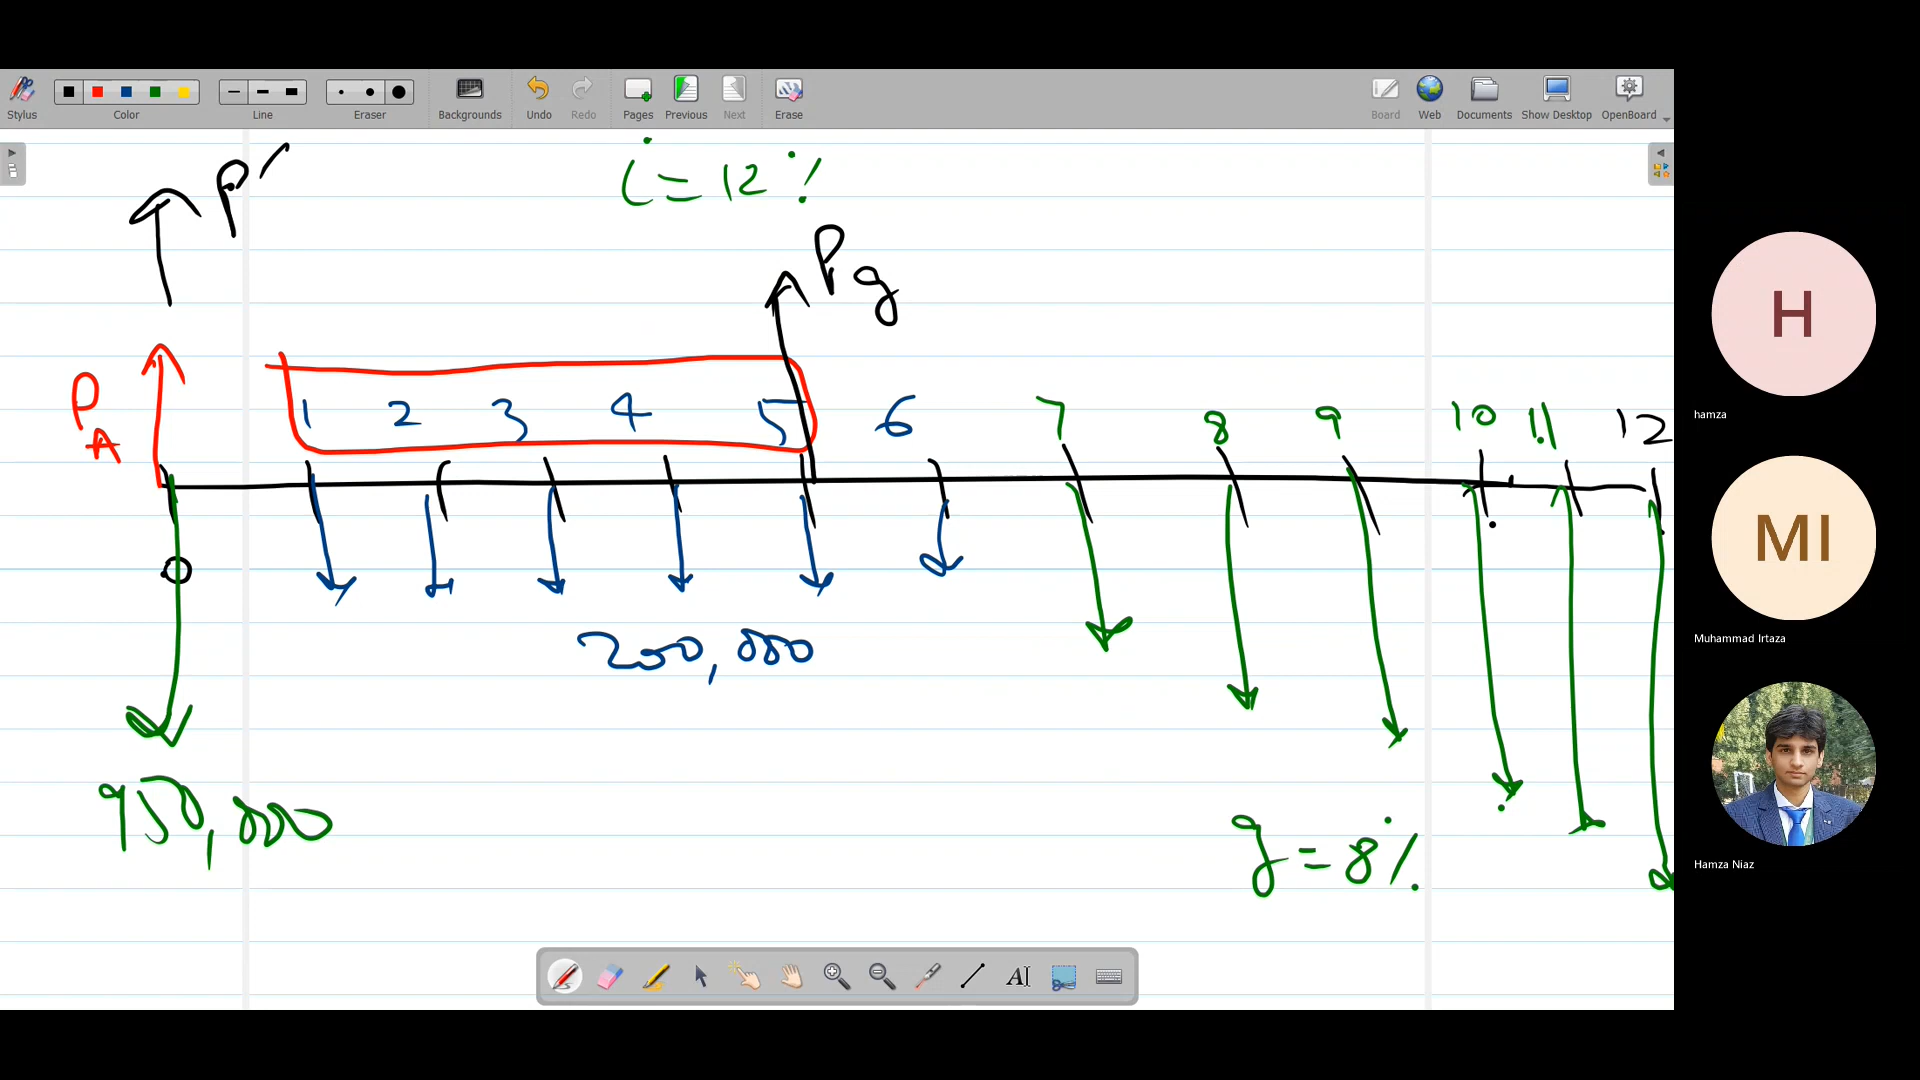 Stylus
Color
Line
Eraser
Backgrounds
Undo
Redo
Pages
Previous
Next
Erase
Board
Web
Documents
Show Desktop
OpenBoard
P'
i = 12 %
Pg
PA
1 2 3 4 5 6 7 8 9 10 11 12
200,000
950,000
g = 8%
H
hamza
MI
Muhammad Irtaza
Hamza Niaz
AI